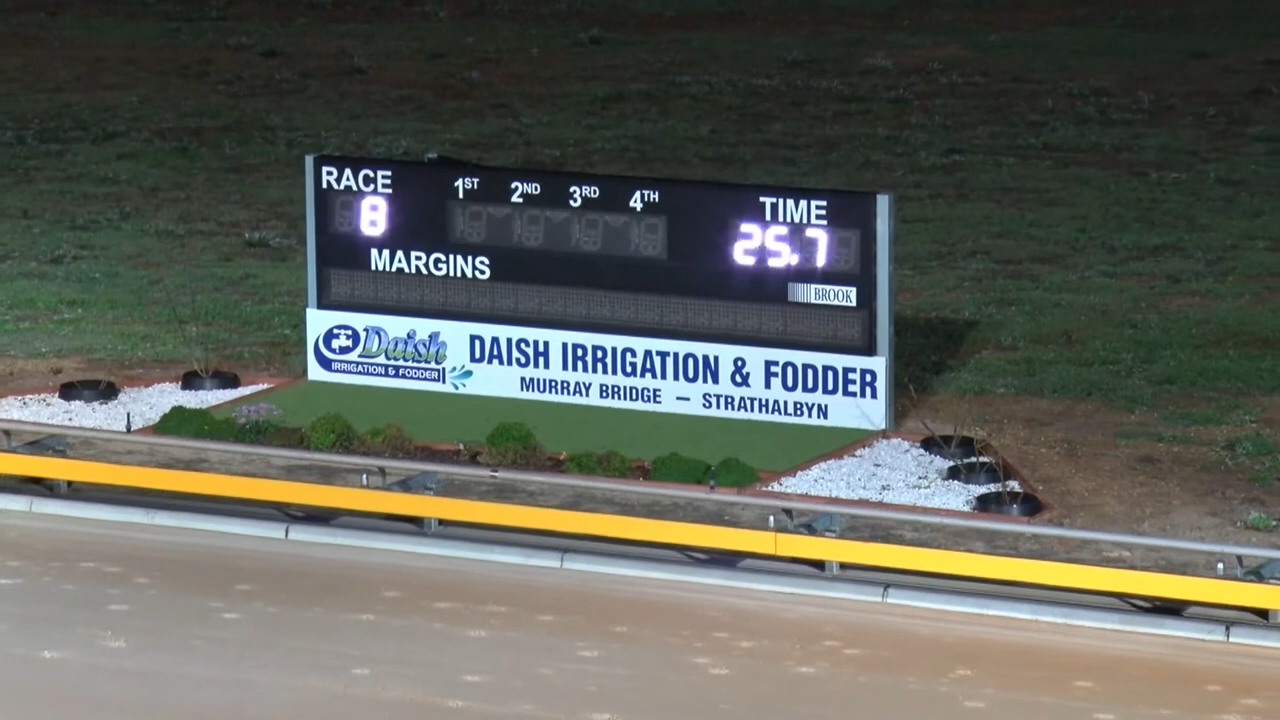 RACE 1ST 2ND 3RD 4TH TIME
8 25.7
MARGINS
BROOK
Daish
IRRIGATION & FODDER
DAISH IRRIGATION & FODDER
MURRAY BRIDGE – STRATHALBYN